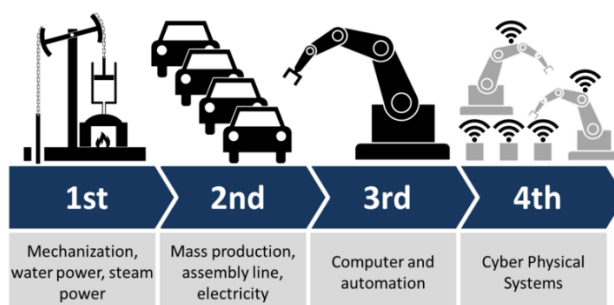 1st
2nd
3rd
4th
Mechanization,
water power, steam
power
Mass production,
assembly line,
electricity
Computer and
automation
Cyber Physical
Systems